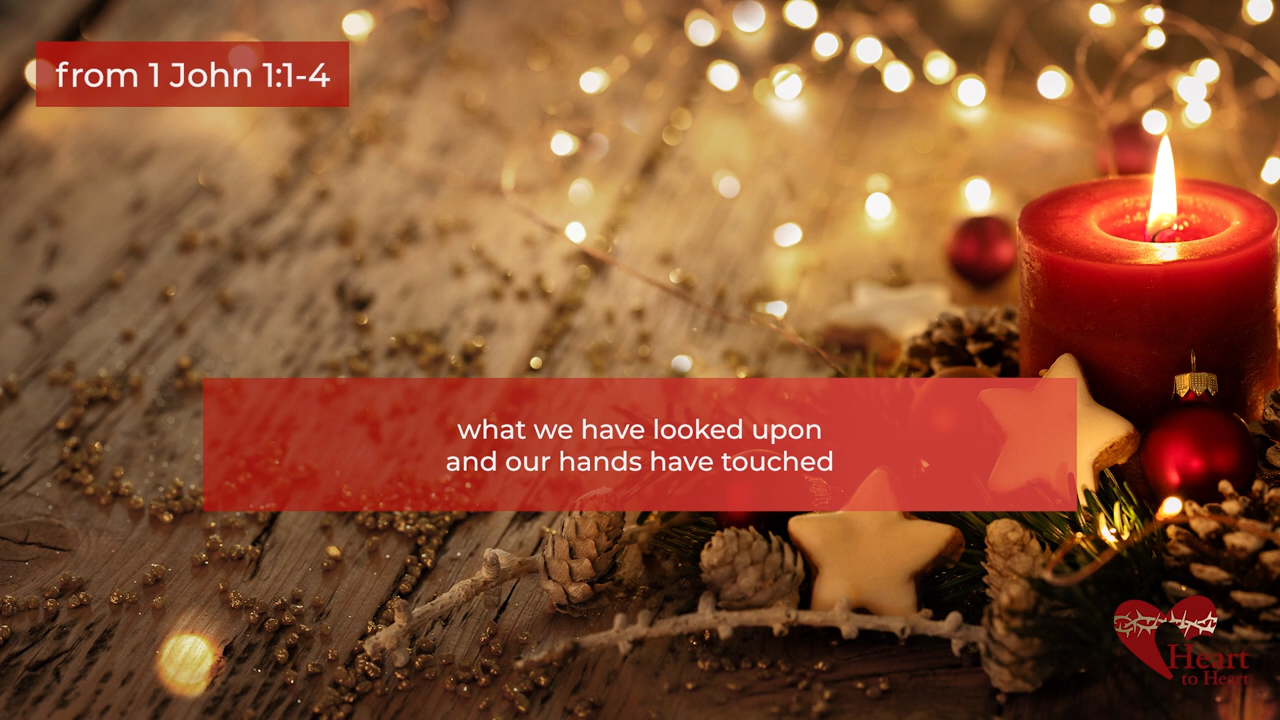 from 1 John 1:1-4
what we have looked upon
and our hands have touched
Heart
to Heart